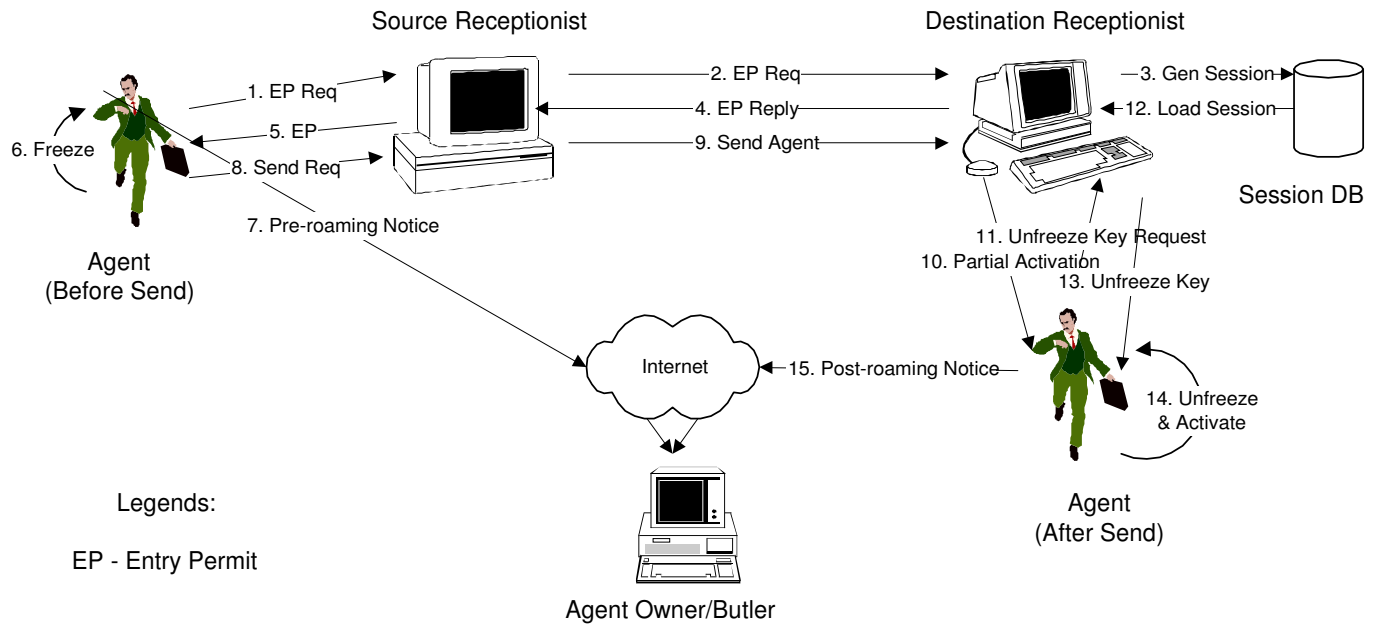 Source Receptionist
Destination Receptionist
1. EP Req
2. EP Req
3. Gen Session
4. EP Reply
12. Load Session
5. EP
6. Freeze
9. Send Agent
8. Send Req
Session DB
7. Pre-roaming Notice
11. Unfreeze Key Request
10. Partial Activation
13. Unfreeze Key
Agent
(Before Send)
Internet
15. Post-roaming Notice
14. Unfreeze
& Activate
Legends:
EP - Entry Permit
Agent
(After Send)
Agent Owner/Butler